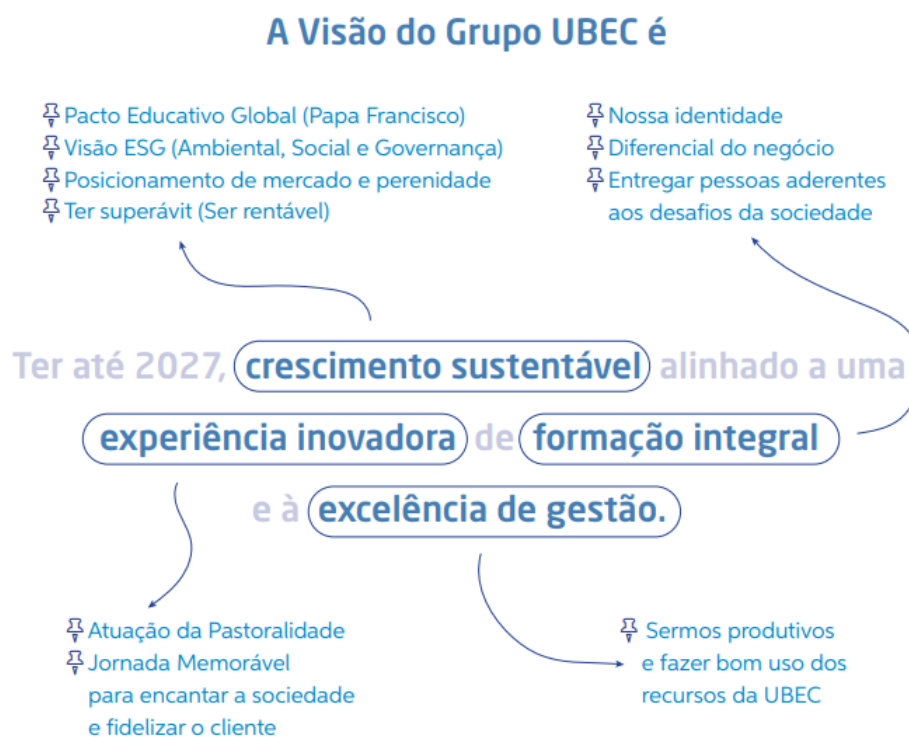 A Visão do Grupo UBEC é
Pacto Educativo Global (Papa Francisco)
Visão ESG (Ambiental, Social e Governança)
Posicionamento de mercado e perenidade
Ter superávit (Ser rentável)
Nossa identidade
Diferencial do negócio
Entregar pessoas aderentes
aos desafios da sociedade
Ter até 2027, crescimento sustentável alinhado a uma
experiência inovadora de formação integral
e à excelência de gestão.
Atuação da Pastoralidade
Jornada Memorável
para encantar a sociedade
e fidelizar o cliente
Sermos produtivos
e fazer bom uso dos
recursos da UBEC